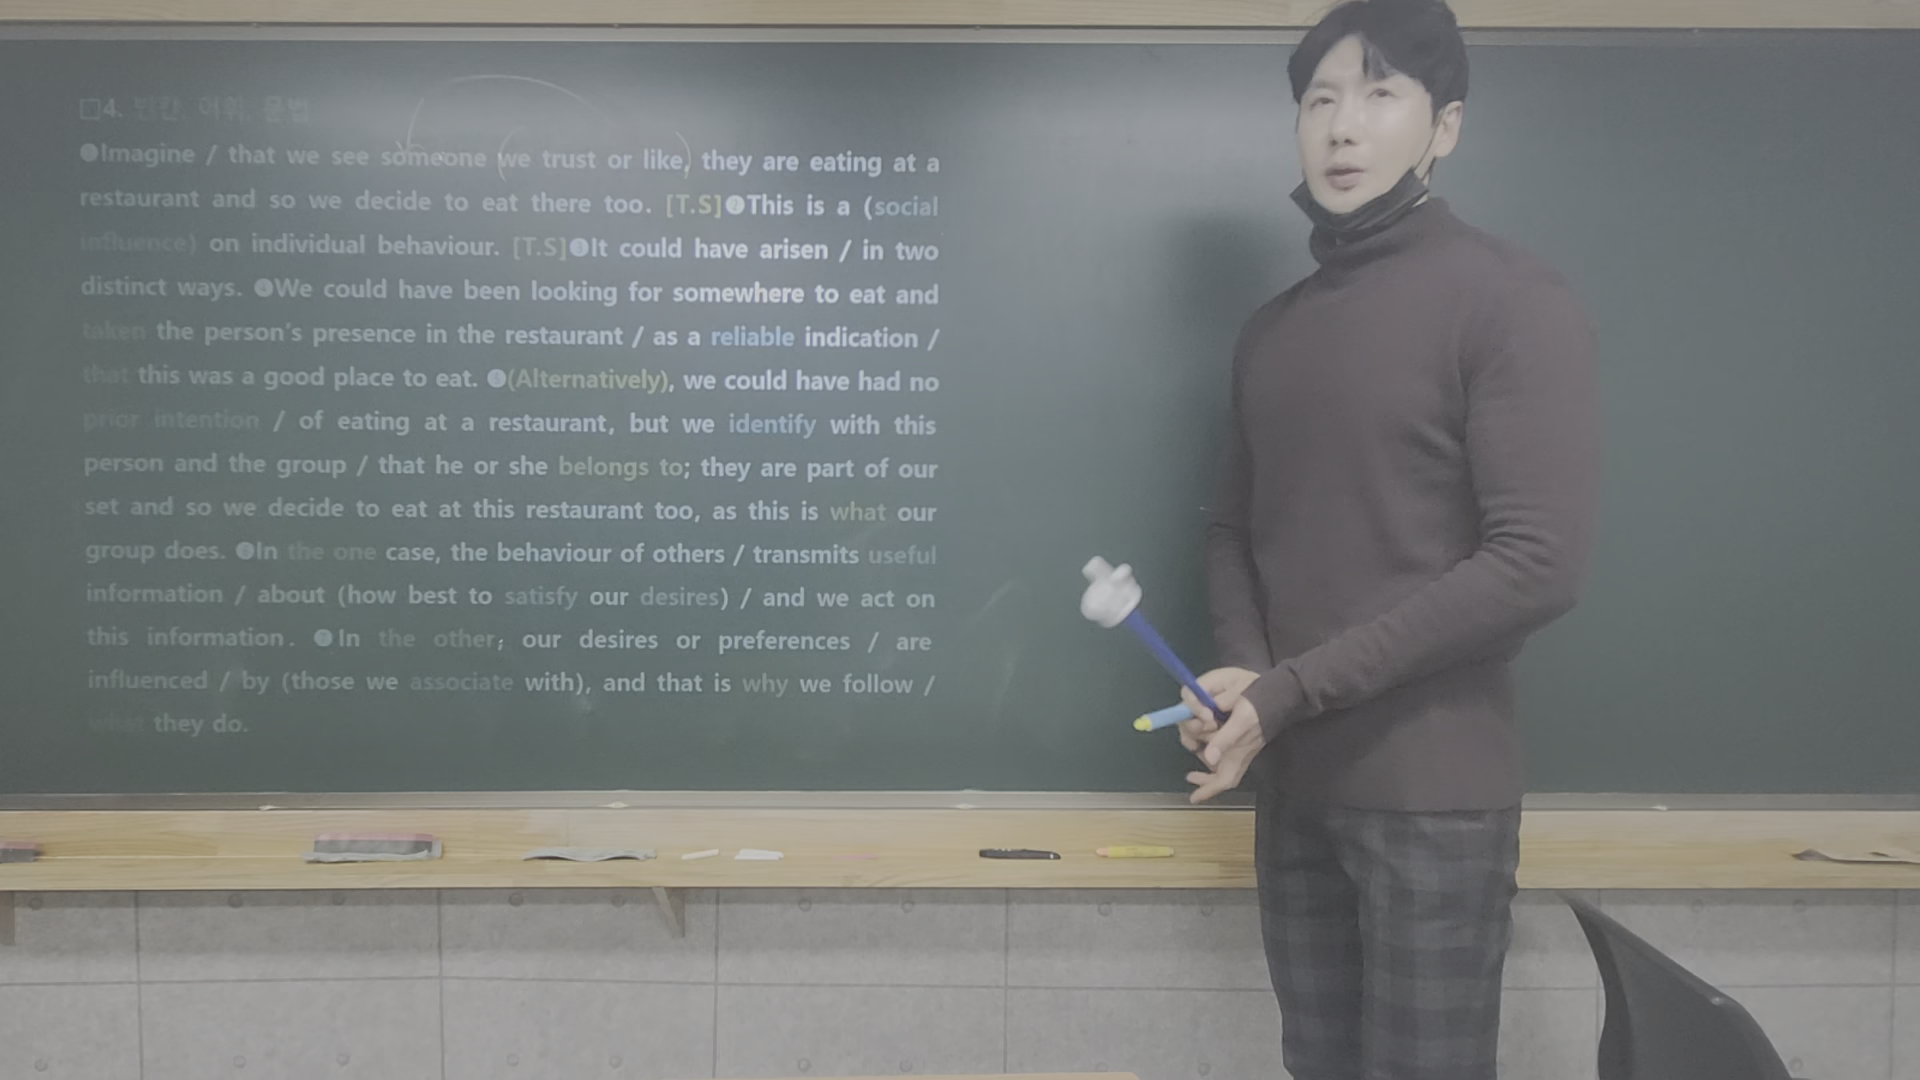 □4. 빈칸, 어휘, 문법
❶Imagine / that we see someone (we trust or like,) they are eating at a
restaurant and so we decide to eat there too. [T.S]❷This is a (social
influence) on individual behaviour. [T.S]❸It could have arisen / in two
distinct ways. ❹We could have been looking for somewhere to eat and
taken the person's presence in the restaurant / as a reliable indication /
that this was a good place to eat. ❺(Alternatively), we could have had no
prior intention / of eating at a restaurant, but we identify with this
person and the group / that he or she belongs to; they are part of our
set and so we decide to eat at this restaurant too, as this is what our
group does. ❻In the one case, the behaviour of others / transmits useful
information / about (how best to satisfy our desires) / and we act on
this information. ❼In the other; our desires or preferences / are
influenced / by (those we associate with), and that is why we follow /
what they do.